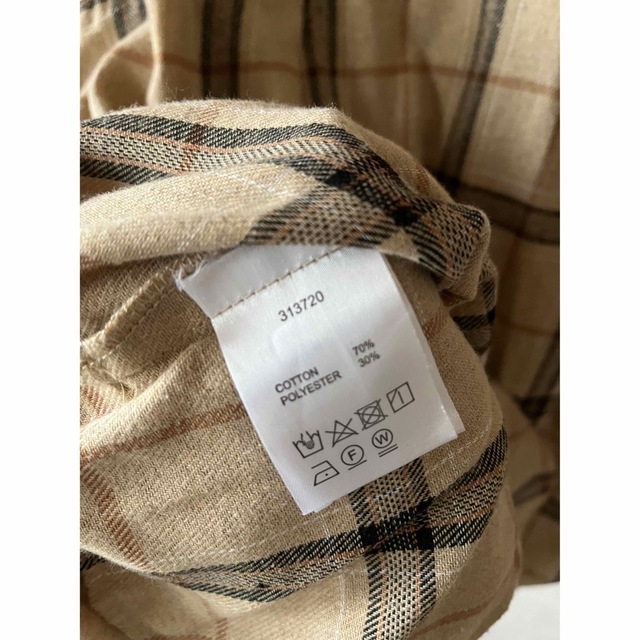 313720
COTTON 70%
POLYESTER 30%
F W